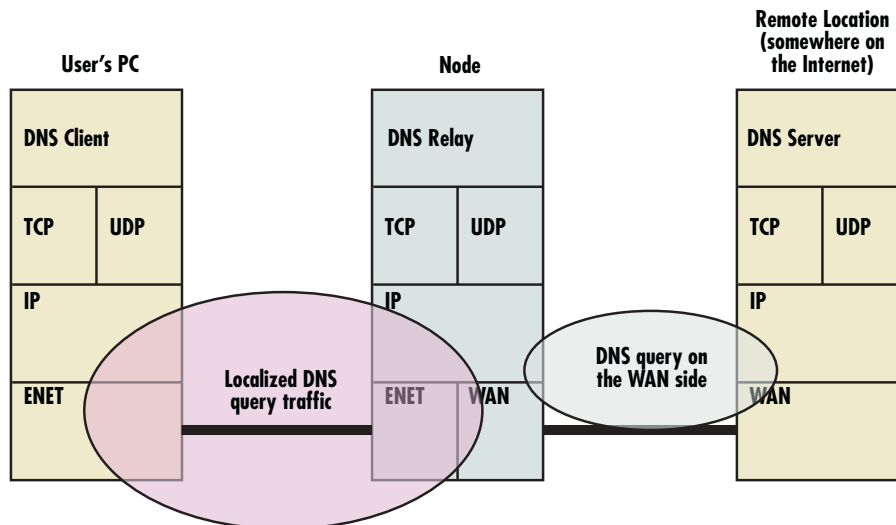 Remote Location
(somewhere on
the Internet)
User's PC
Node
DNS Client
DNS Relay
DNS Server
TCP
UDP
TCP
UDP
TCP
UDP
IP
IP
IP
Localized DNS
query traffic
DNS query on
the WAN side
ENET
ENET
WAN
WAN